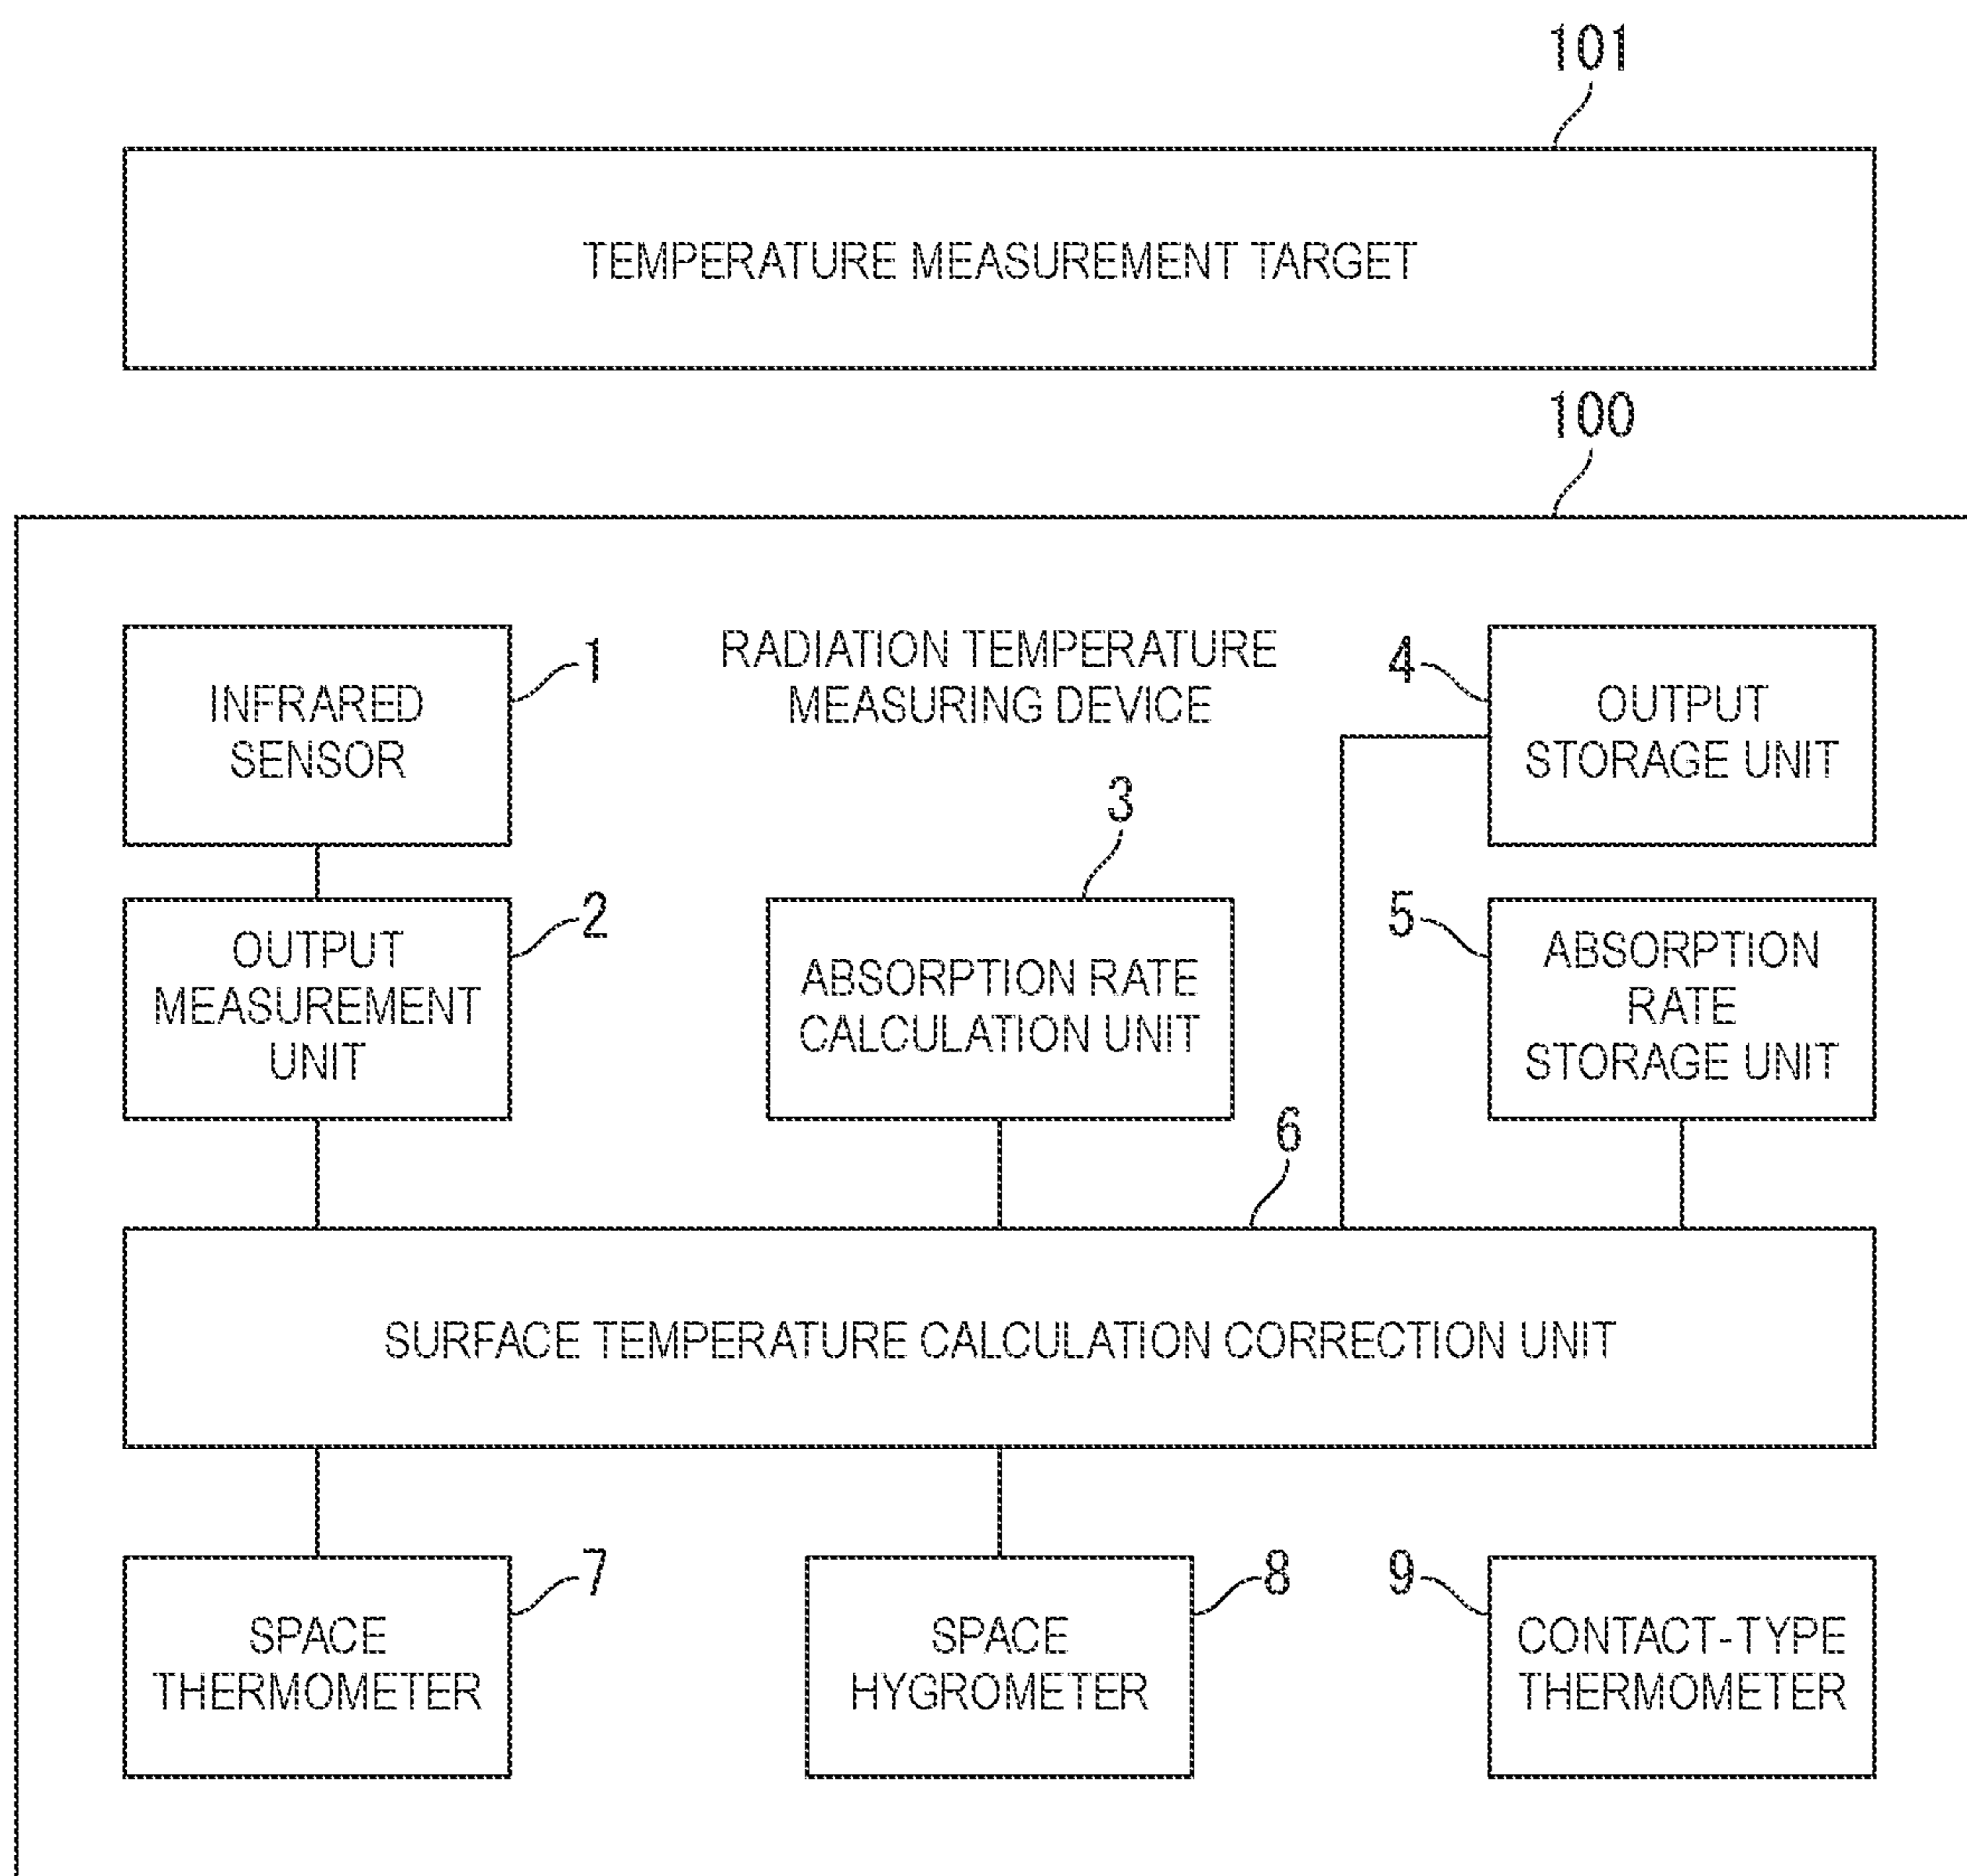 101
TEMPERATURE MEASUREMENT TARGET
100
RADIATION TEMPERATURE
MEASURING DEVICE
1
INFRARED
SENSOR
4
OUTPUT
STORAGE UNIT
2
OUTPUT
MEASUREMENT
UNIT
3
ABSORPTION RATE
CALCULATION UNIT
5
ABSORPTION
RATE
STORAGE UNIT
6
SURFACE TEMPERATURE CALCULATION CORRECTION UNIT
7
SPACE
THERMOMETER
8
SPACE
HYGROMETER
9
CONTACT-TYPE
THERMOMETER